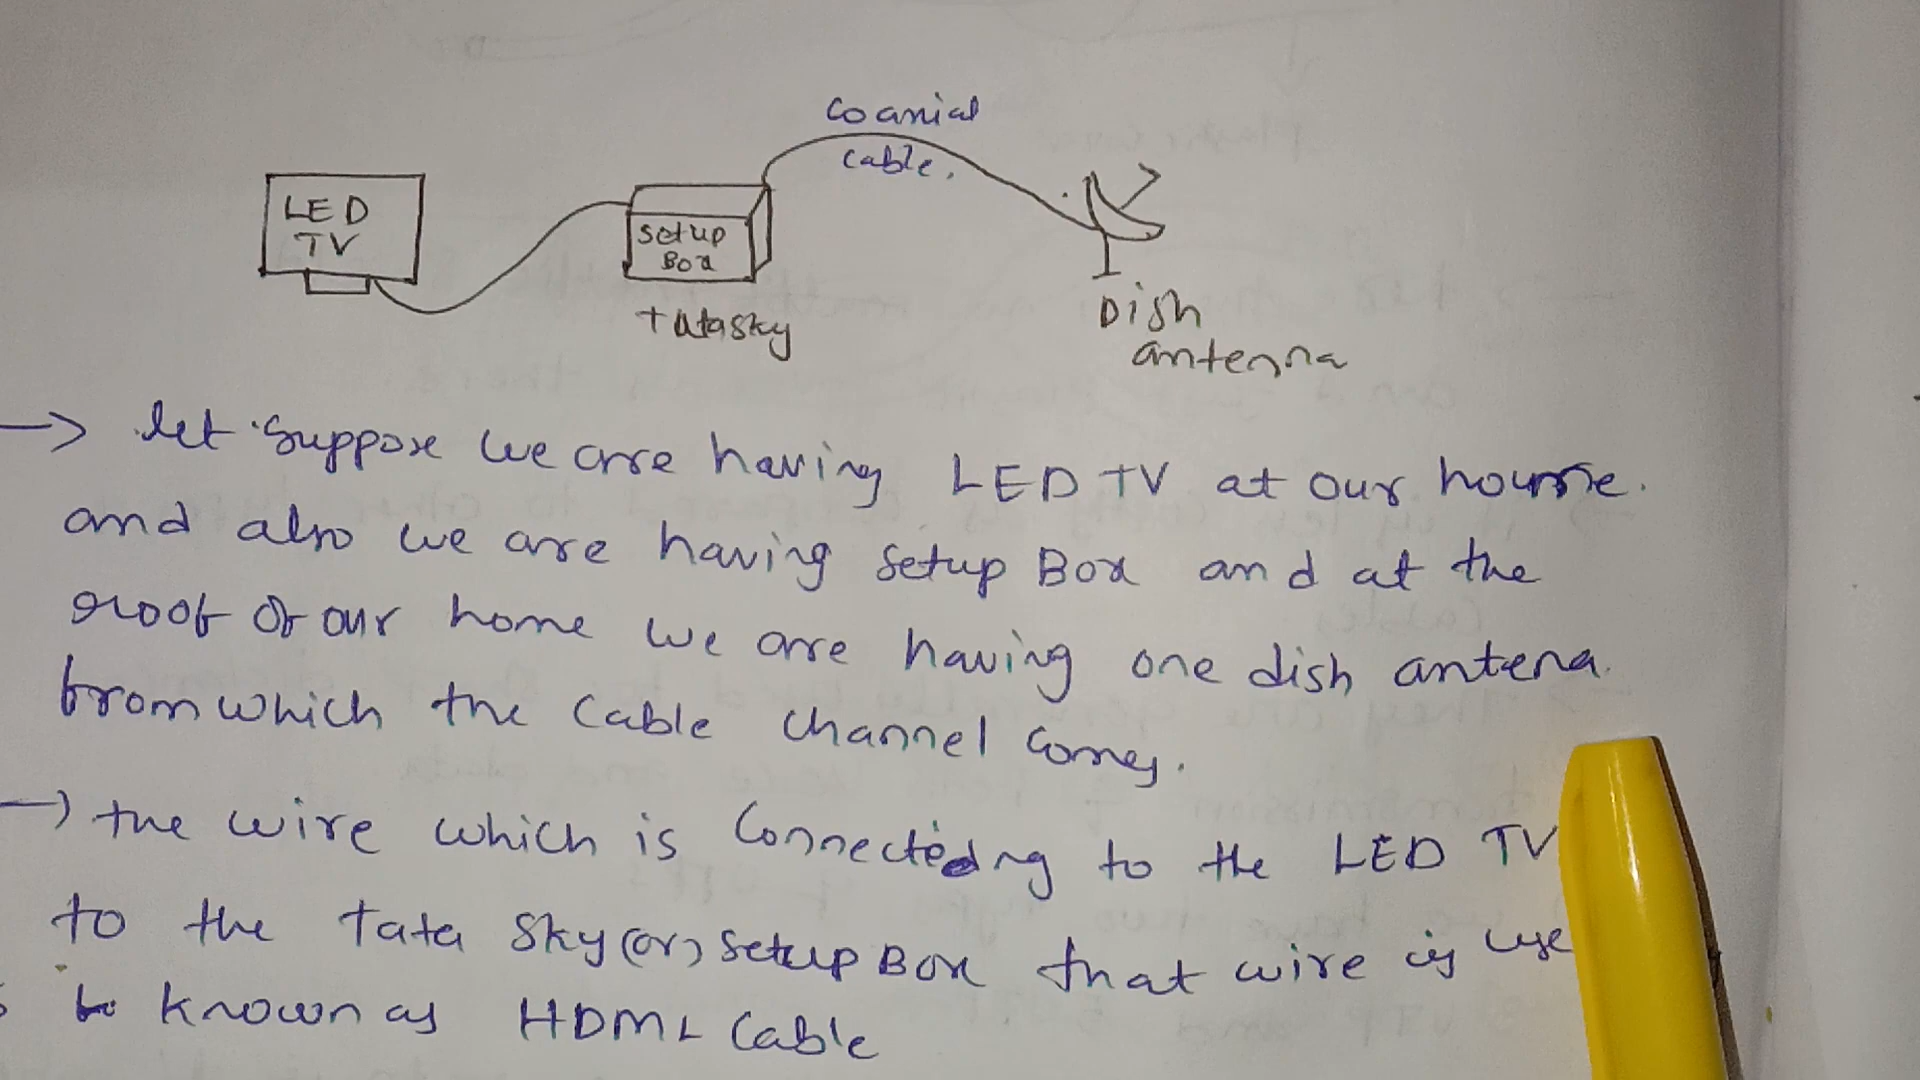 Coaxial
cable.
LED
TV
Setup
Box
tatasky
Dish
antenna
→ let suppose we are having LED TV at our house.
and also we are having Setup Box and at the
roof of our home we are having one dish antena.
from which the cable channel comes.
→ the wire which is Connecteding to the LED TV
to the tata sky (or) Setup Box that wire is use
be known as HDML Cable